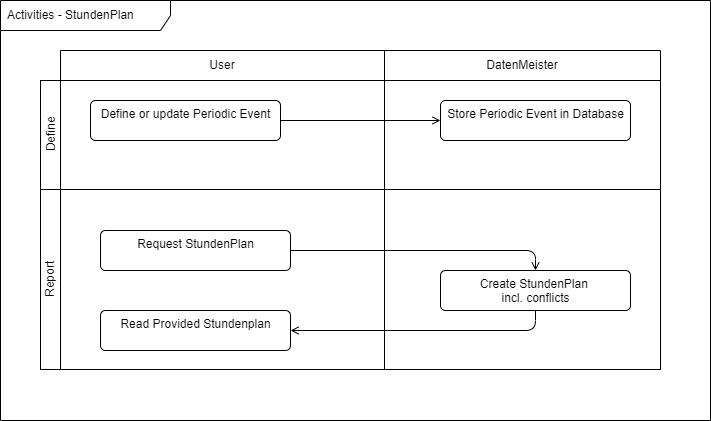 Activities - StundenPlan
User
DatenMeister
Define
Define or update Periodic Event
Store Periodic Event in Database
Report
Request StundenPlan
Create StundenPlan
incl. conflicts
Read Provided Stundenplan